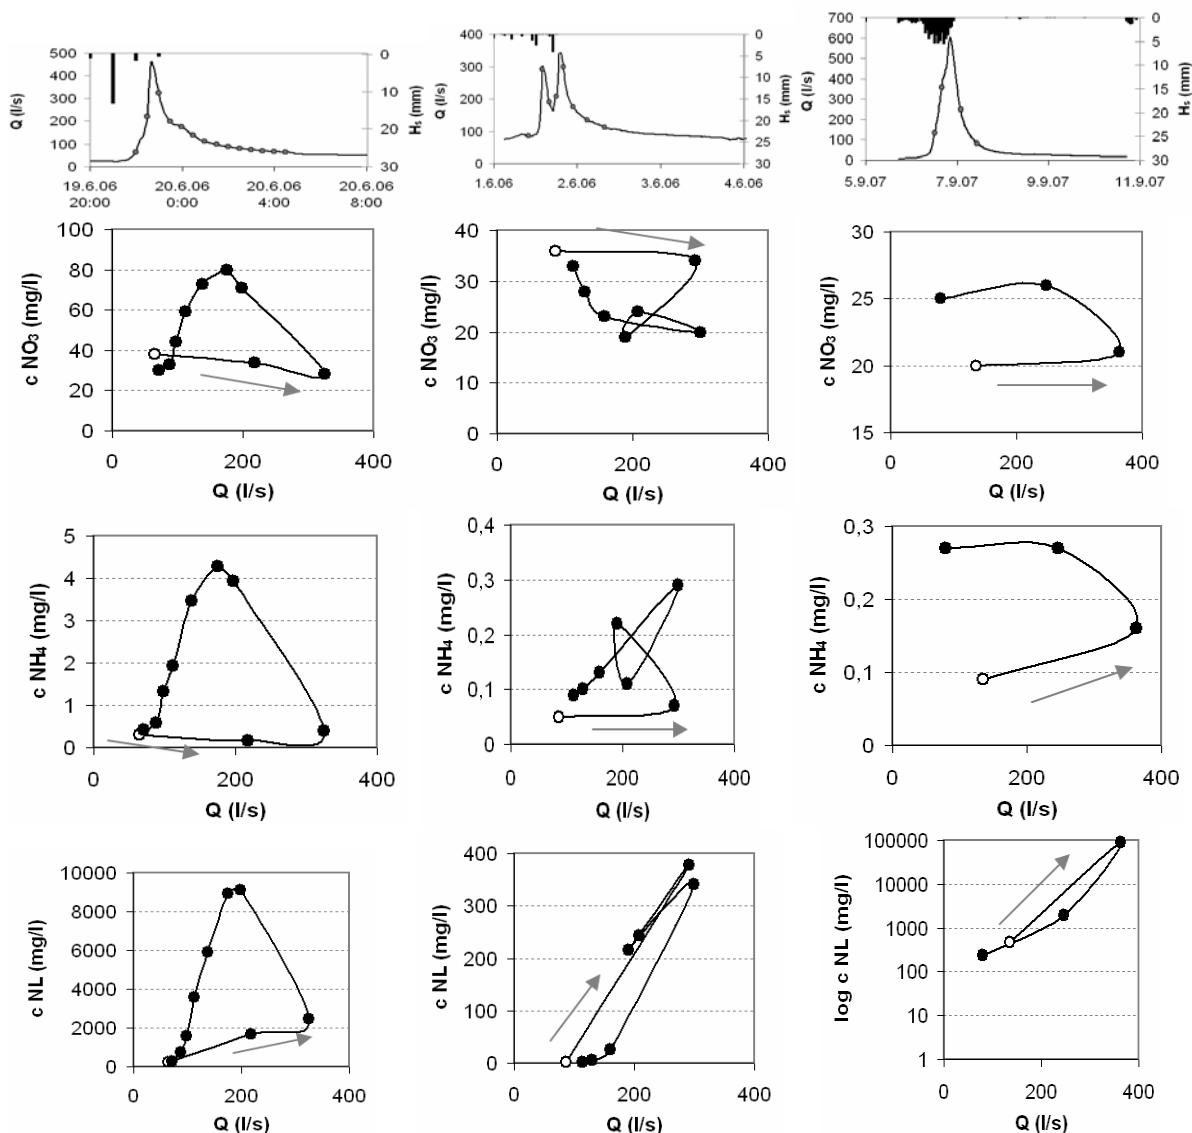 500
400
300
200
100
0
Q (l/s)
0
10
20
30
Hs (mm)
19.6.06 20.6.06 20.6.06 20.6.06
20:00 0:00 4:00 8:00
400
300
200
100
0
Q (l/s)
0
5
10
15
20
25
30
Hs (mm)
1.6.06 2.6.06 3.6.06 4.6.06
700
600
500
400
300
200
100
0
Q (l/s)
0
5
10
15
20
25
30
Hs (mm)
5.9.07 7.9.07 9.9.07 11.9.07
100
80
60
40
20
0
c NO₃ (mg/l)
0 200 400
Q (l/s)
40
30
20
10
0
c NO₃ (mg/l)
0 200 400
Q (l/s)
30
25
20
15
c NO₃ (mg/l)
0 200 400
Q (l/s)
5
4
3
2
1
0
c NH₄ (mg/l)
0 200 400
Q (l/s)
0,4
0,3
0,2
0,1
0
c NH₄ (mg/l)
0 200 400
Q (l/s)
0,3
0,2
0,1
0
c NH₄ (mg/l)
0 200 400
Q (l/s)
10000
8000
6000
4000
2000
0
c NL (mg/l)
0 200 400
Q (l/s)
400
300
200
100
0
c NL (mg/l)
0 200 400
Q (l/s)
100000
10000
1000
100
10
1
log c NL (mg/l)
0 200 400
Q (l/s)